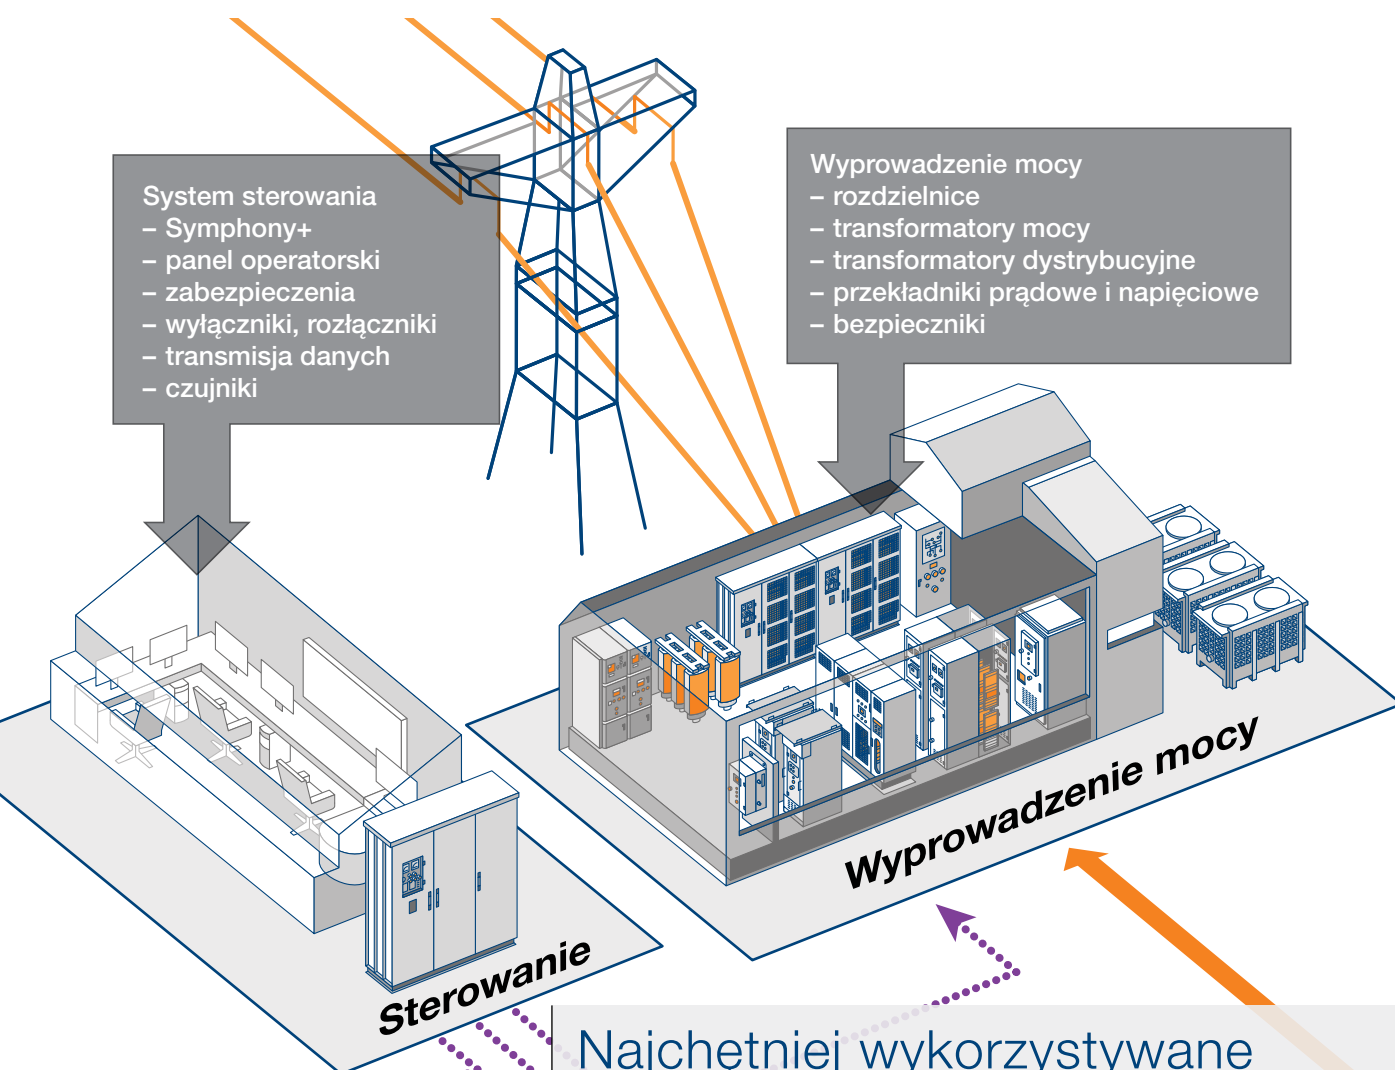 System sterowania
– Symphony+
– panel operatorski
– zabezpieczenia
– wyłączniki, rozłączniki
– transmisja danych
– czujniki
Wyprowadzenie mocy
– rozdzielnice
– transformatory mocy
– transformatory dystrybucyjne
– przekładniki prądowe i napięciowe
– bezpieczniki
Wyprowadzenie mocy
Sterowanie
Najchętniej wykorzystywane